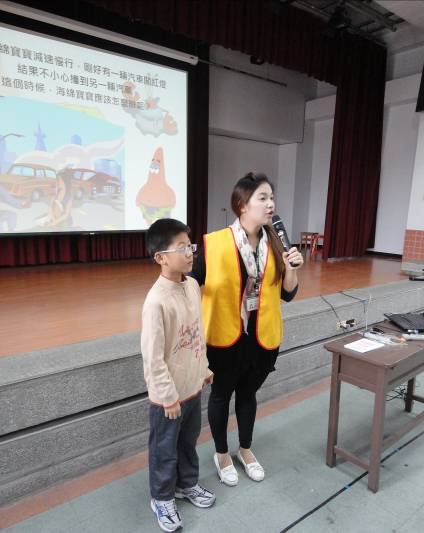 綿寶寶減速慢行，剛好有一輛汽車闖紅燈
結果不小心撞到另一輛汽車
這個時候，海綿寶寶應該怎麼辦呢